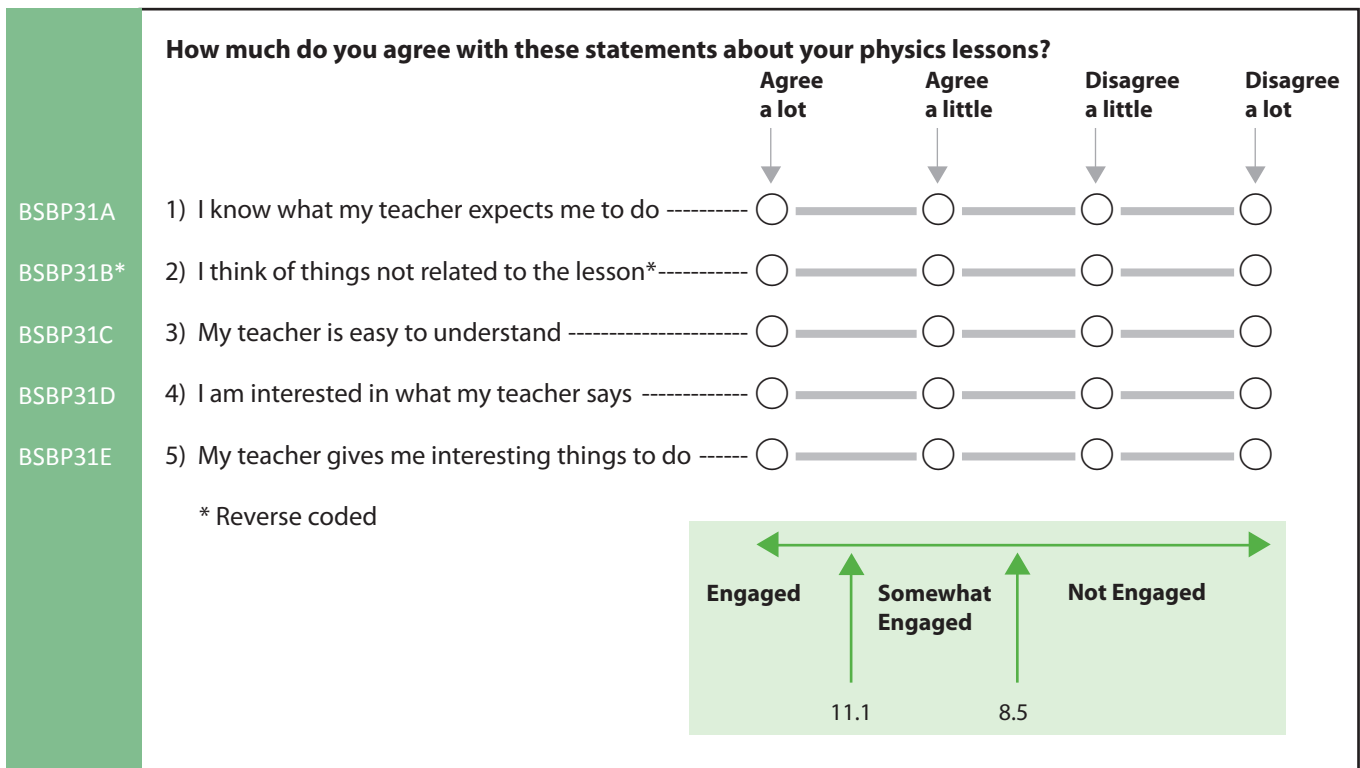 How much do you agree with these statements about your physics lessons?
Agree a lot
Agree a little
Disagree a little
Disagree a lot
BSBP31A 1) I know what my teacher expects me to do ----------
BSBP31B* 2) I think of things not related to the lesson*-----------
BSBP31C 3) My teacher is easy to understand ----------------------
BSBP31D 4) I am interested in what my teacher says -------------
BSBP31E 5) My teacher gives me interesting things to do ------
* Reverse coded
Engaged
Somewhat Engaged
Not Engaged
11.1
8.5